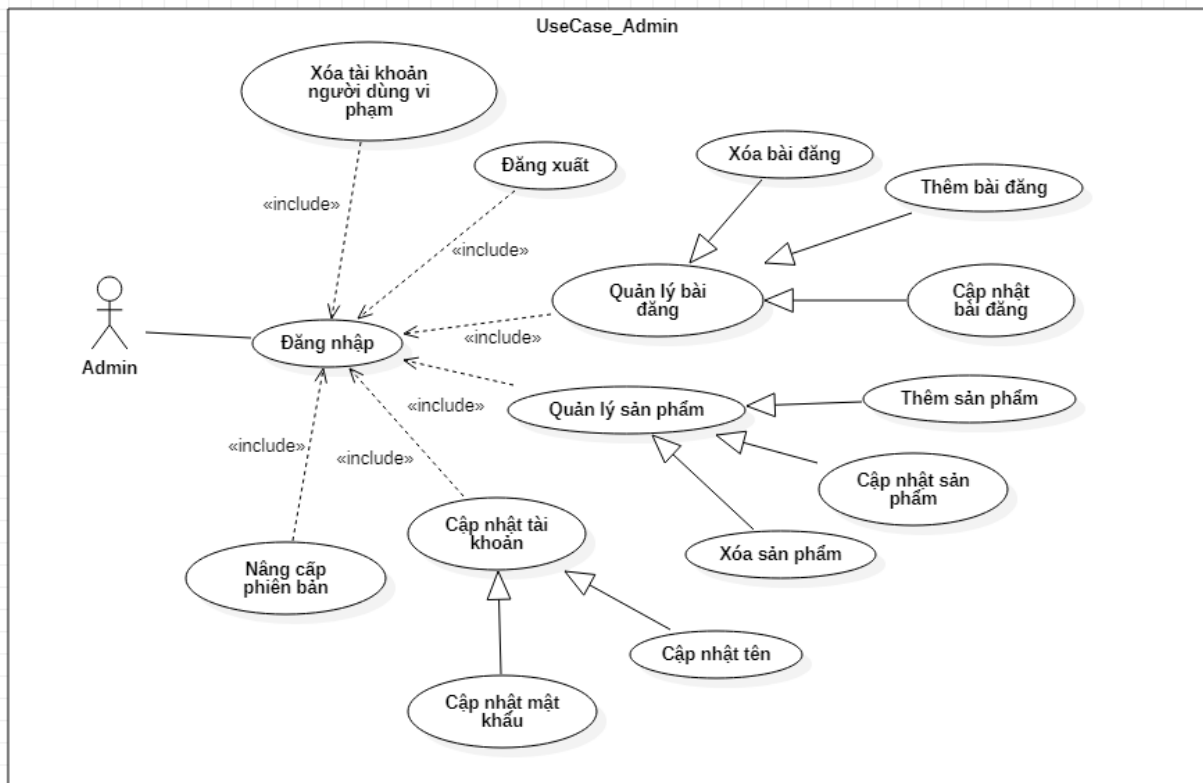 UseCase_Admin
Xóa tài khoản
người dùng vi
phạm
Đăng xuất
Xóa bài đăng
Thêm bài đăng
«include»
«include»
Quản lý bài
đăng
Cập nhật
bài đăng
Admin
Đăng nhập
«include»
Quản lý sản phẩm
Thêm sản phẩm
«include»
«include»
«include»
Cập nhật sản
phẩm
Cập nhật tài
khoản
Xóa sản phẩm
Nâng cấp
phiên bản
Cập nhật tên
Cập nhật mật
khẩu